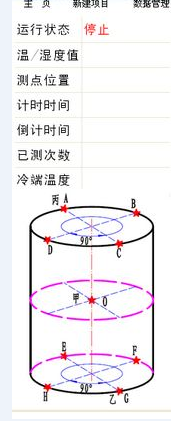 主 页 新建项目 数据管理
运行状态 停止
温/湿度值
测点位置
计时时间
倒计时间
已测次数
冷端温度
丙 A B
D 90° C
甲 O
E F
H 90° 乙 G